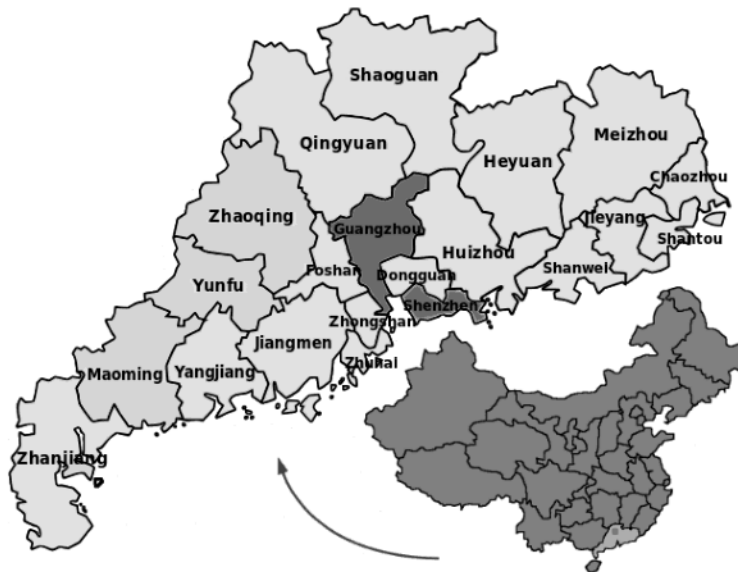 Shaoguan
Meizhou
Qingyuan
Heyuan
Chaozhou
Zhaoqing
Jieyang
Guangzhou
Shantou
Huizhou
Shanwei
Foshan
Dongguan
Yunfu
Shenzhen
Zhongshan
Jiangmen
Zhuhai
Maoming
Yangjiang
Zhanjiang